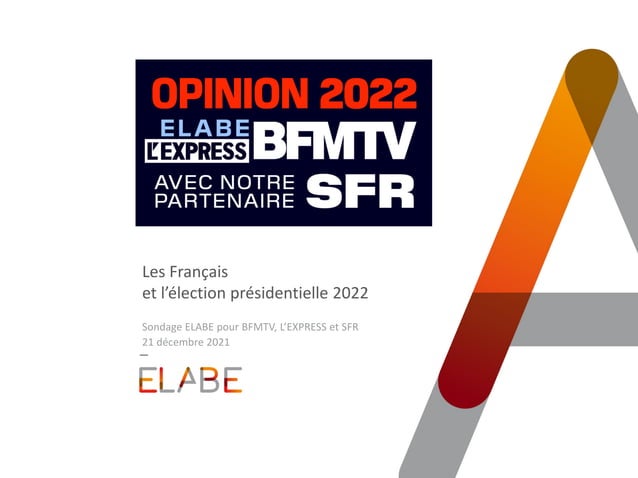 OPINION 2022
ELABE
L'EXPRESS
BFMTV
AVEC NOTRE
PARTENAIRE
SFR
Les Français
et l’élection présidentielle 2022
Sondage ELABE pour BFMTV, L’EXPRESS et SFR
21 décembre 2021
ELABE